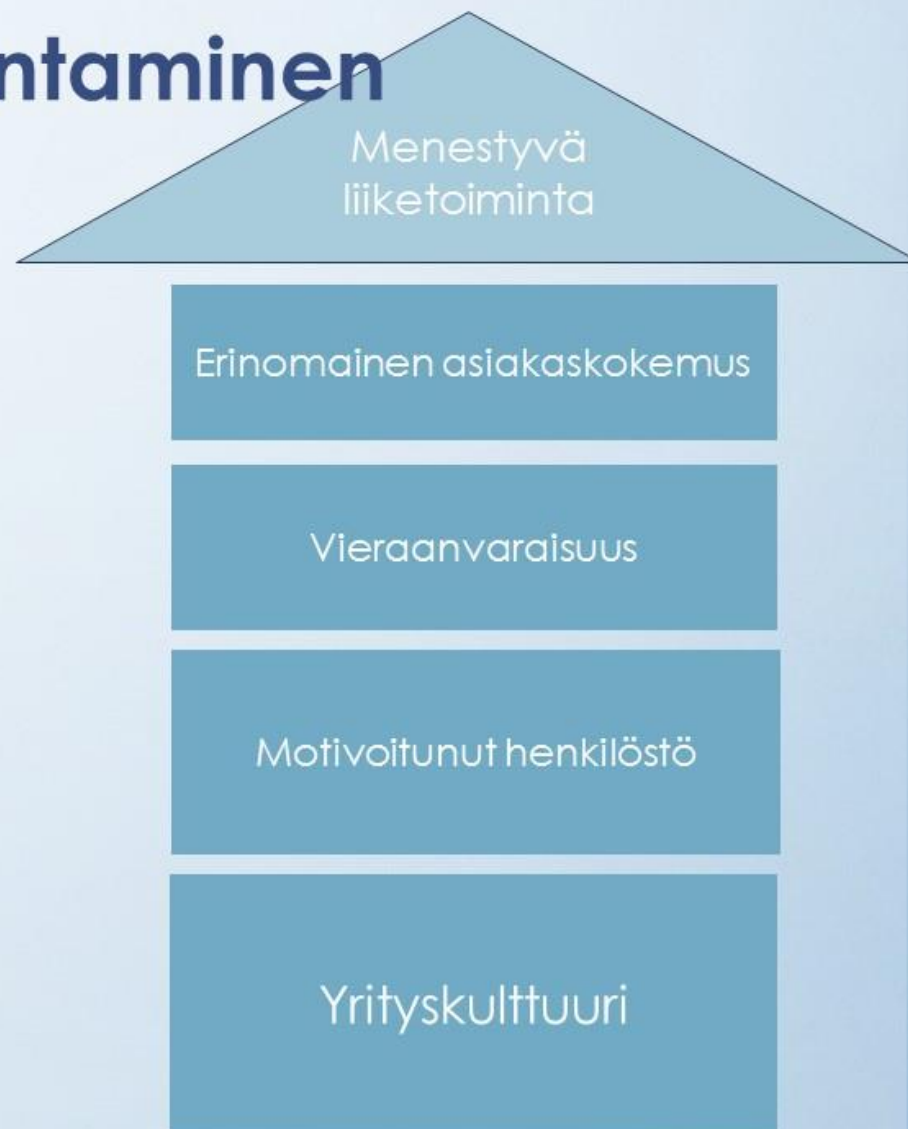 ntaminen
Menestyvä
liiketoiminta
Erinomainen asiakaskokemus
Vieraanvaraisuus
Motivoitunut henkilöstö
Yrityskulttuuri